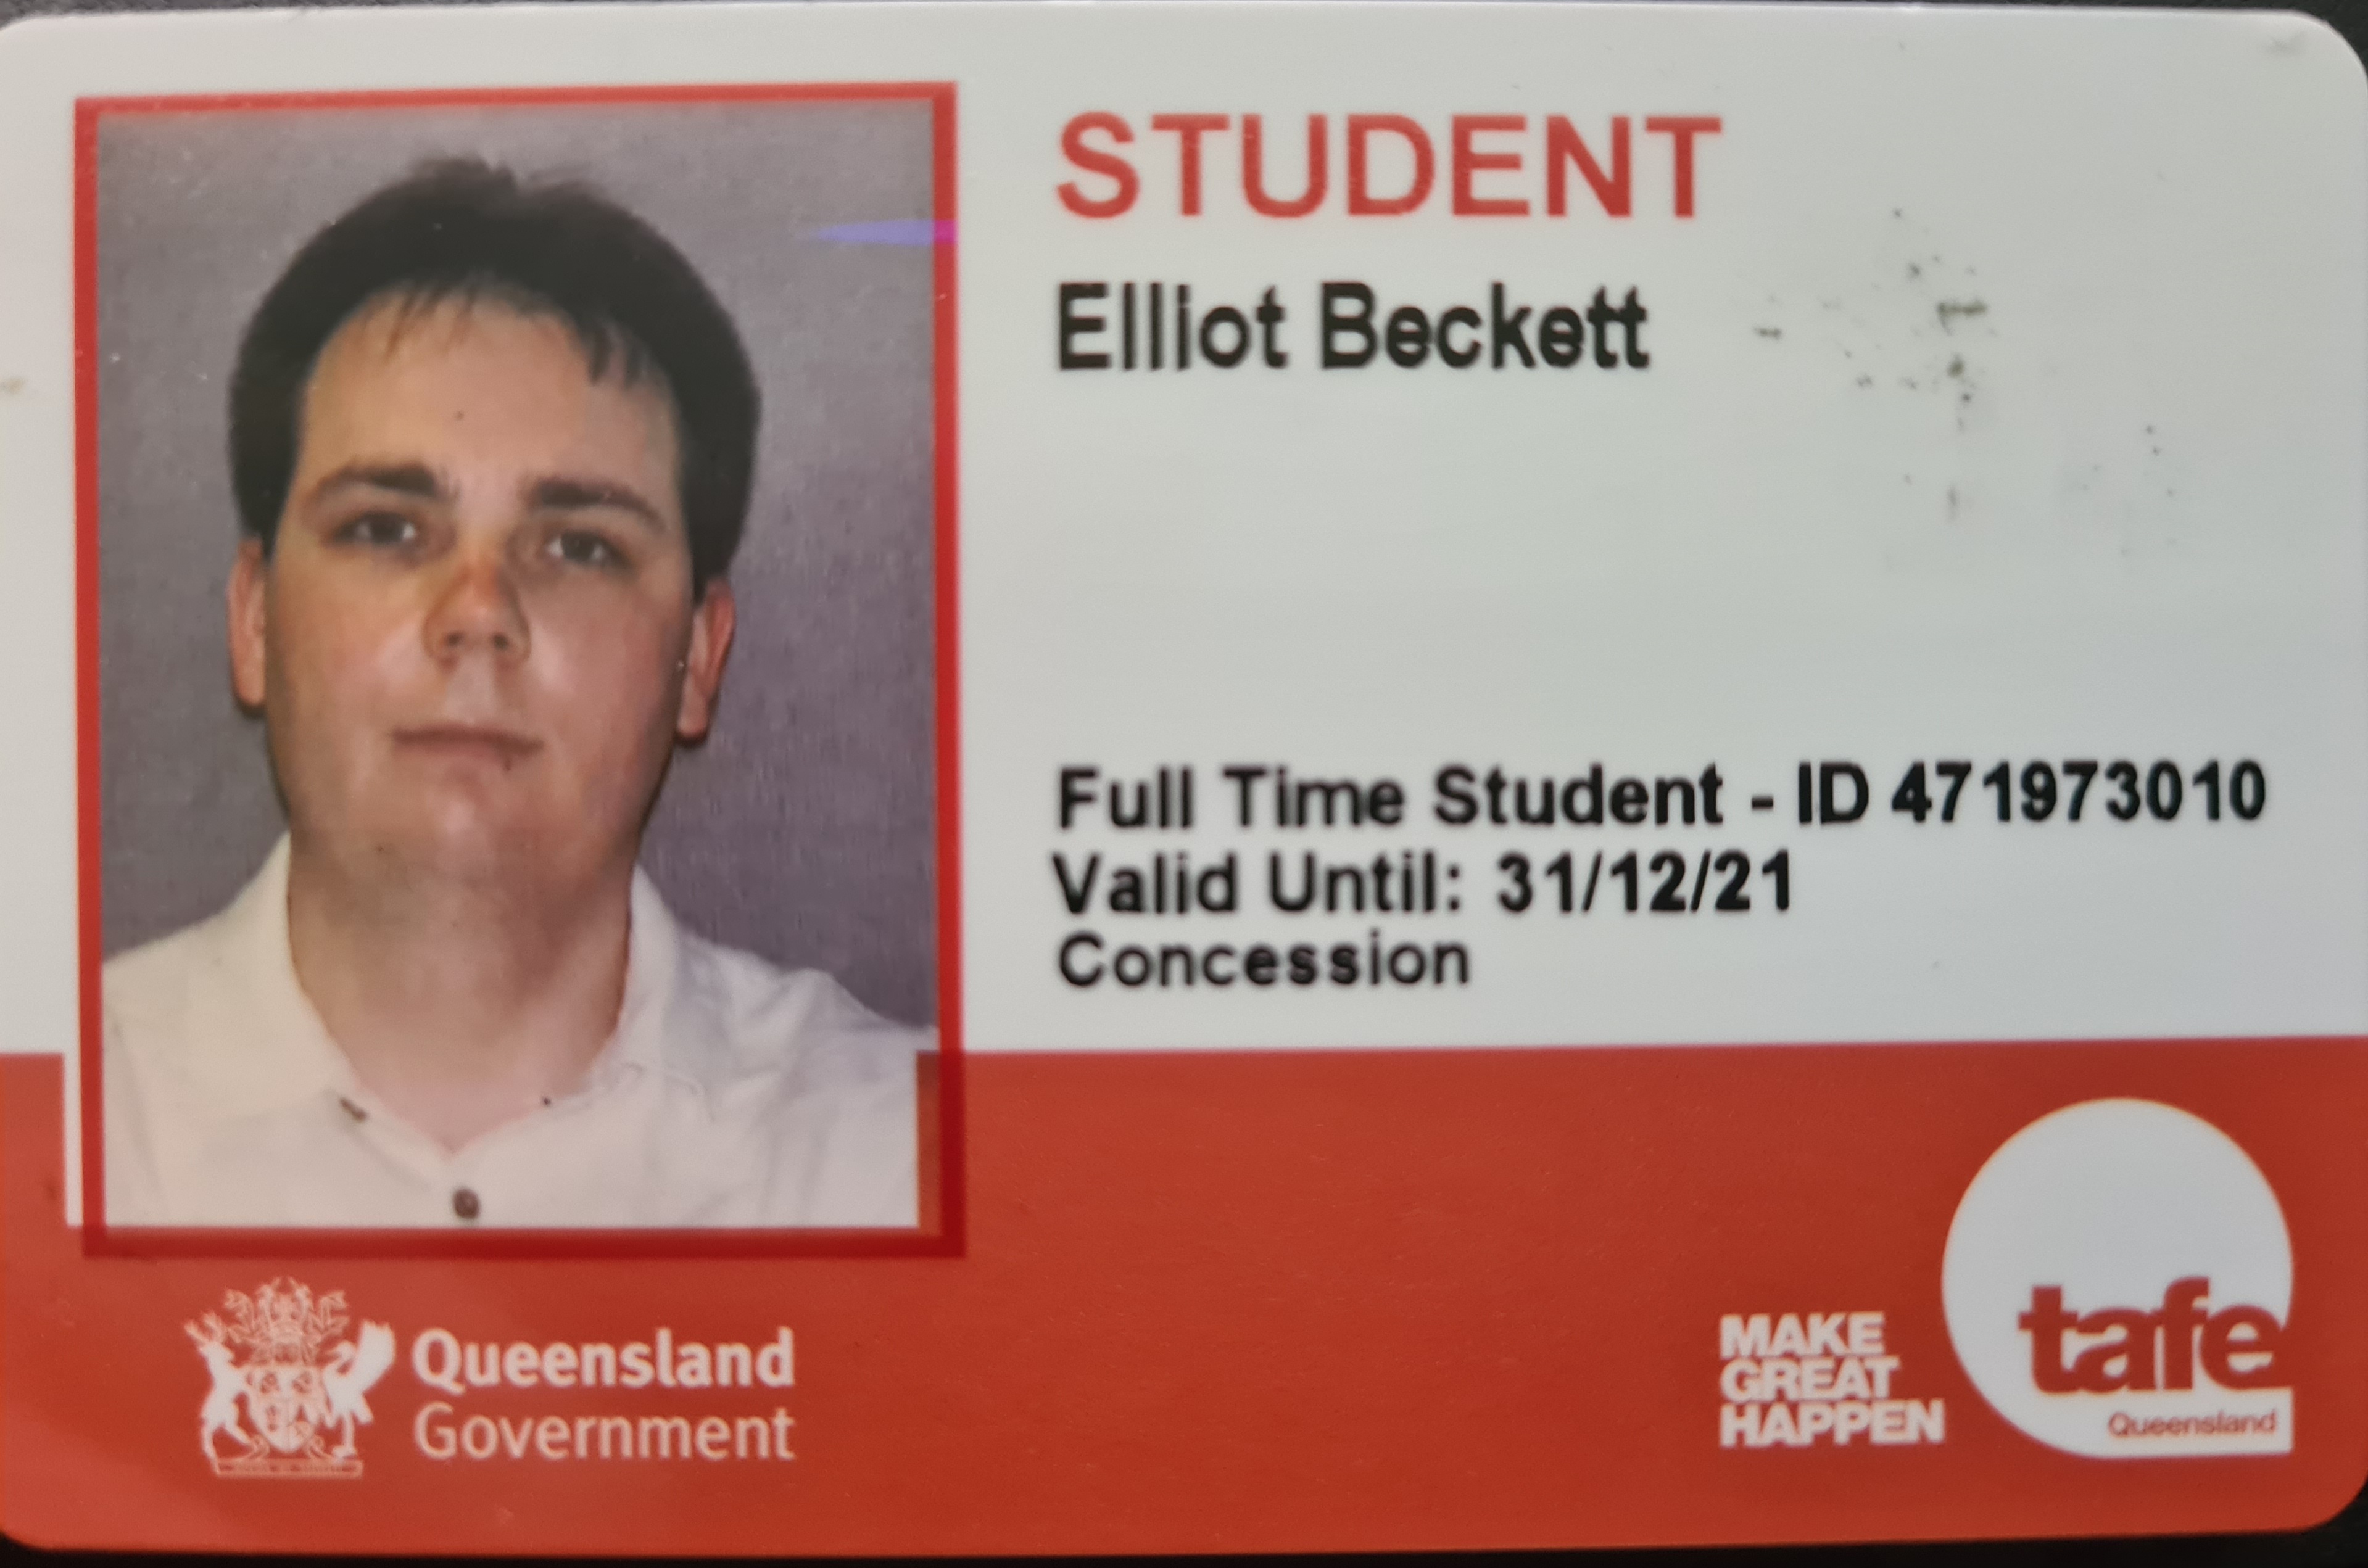 STUDENT
Elliot Beckett
Full Time Student - ID 471973010
Valid Until: 31/12/21
Concession
Queensland
Government
MAKE
GREAT
HAPPEN
tafe
Queensland